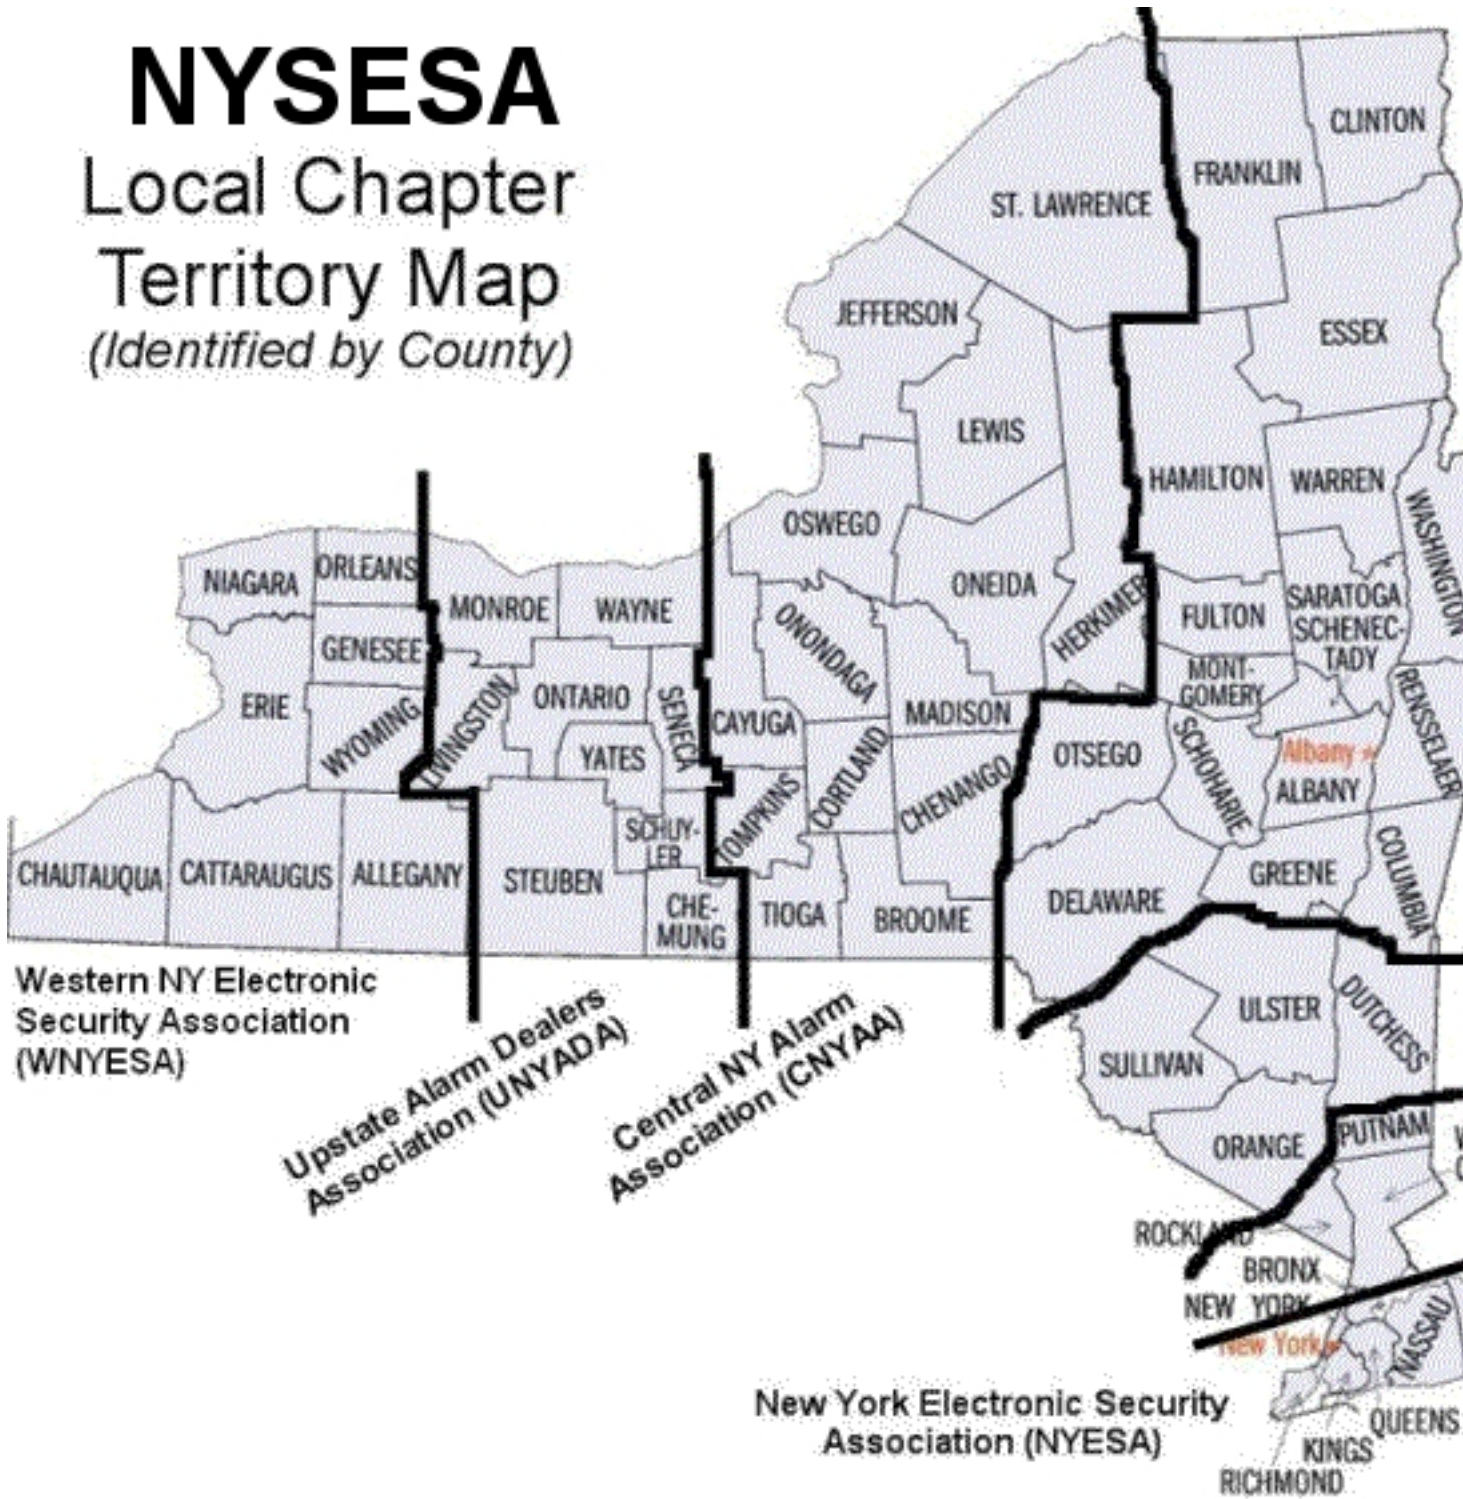 NYSESA
Local Chapter
Territory Map
(Identified by County)
CLINTON
FRANKLIN
ST. LAWRENCE
JEFFERSON
ESSEX
LEWIS
HAMILTON
WARREN
WASHINGTON
OSWEGO
ONEIDA
HERKIMER
FULTON
SARATOGA
SCHENEC-
TADY
NIAGARA
ORLEANS
MONROE
WAYNE
GENESEE
ONONDAGA
MONT-
GOMERY
ERIE
WYOMING
LIVINGSTON
ONTARIO
SENECA
CAYUGA
MADISON
RENSSELAER
YATES
CORTLAND
CHENANGO
OTSEGO
SCHOHARIE
Albany
ALBANY
TOMPKINS
SCHUY-
LER
CHAUTAUQUA
CATTARAUGUS
ALLEGANY
STEUBEN
CHE-
MUNG
TIOGA
BROOME
DELAWARE
GREENE
COLUMBIA
Western NY Electronic
Security Association
(WNYESA)
Upstate Alarm Dealers
Association (UNYADA)
Central NY Alarm
Association (CNYAA)
ULSTER
DUTCHESS
SULLIVAN
ORANGE
PUTNAM
ROCKLAND
BRONX
NEW YORK
New York
NASSAU
New York Electronic Security
Association (NYESA)
QUEENS
KINGS
RICHMOND